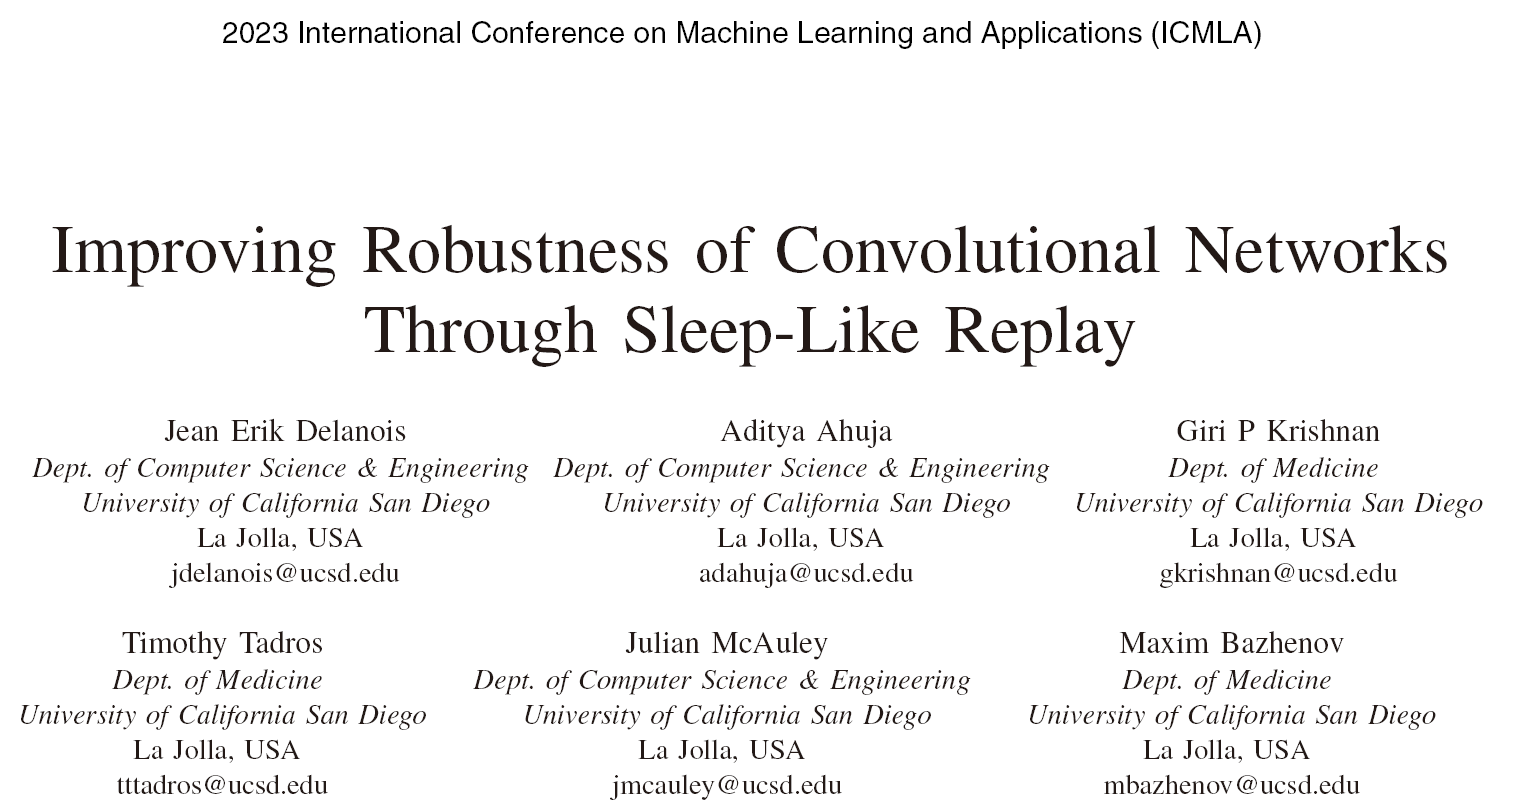 2023 International Conference on Machine Learning and Applications (ICMLA)
Improving Robustness of Convolutional Networks
Through Sleep-Like Replay
Jean Erik Delanois
Dept. of Computer Science & Engineering
University of California San Diego
La Jolla, USA
jdelanois@ucsd.edu
Aditya Ahuja
Dept. of Computer Science & Engineering
University of California San Diego
La Jolla, USA
adahuja@ucsd.edu
Giri P Krishnan
Dept. of Medicine
University of California San Diego
La Jolla, USA
gkrishnan@ucsd.edu
Timothy Tadros
Dept. of Medicine
University of California San Diego
La Jolla, USA
tttadros@ucsd.edu
Julian McAuley
Dept. of Computer Science & Engineering
University of California San Diego
La Jolla, USA
jmcauley@ucsd.edu
Maxim Bazhenov
Dept. of Medicine
University of California San Diego
La Jolla, USA
mbazhenov@ucsd.edu